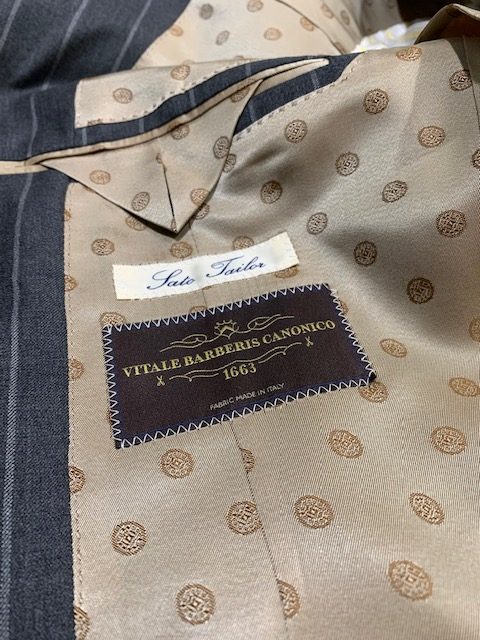 Sato Tailor
VITALE BARBERIS CANONICO
1663
FABRIC MADE IN ITALY